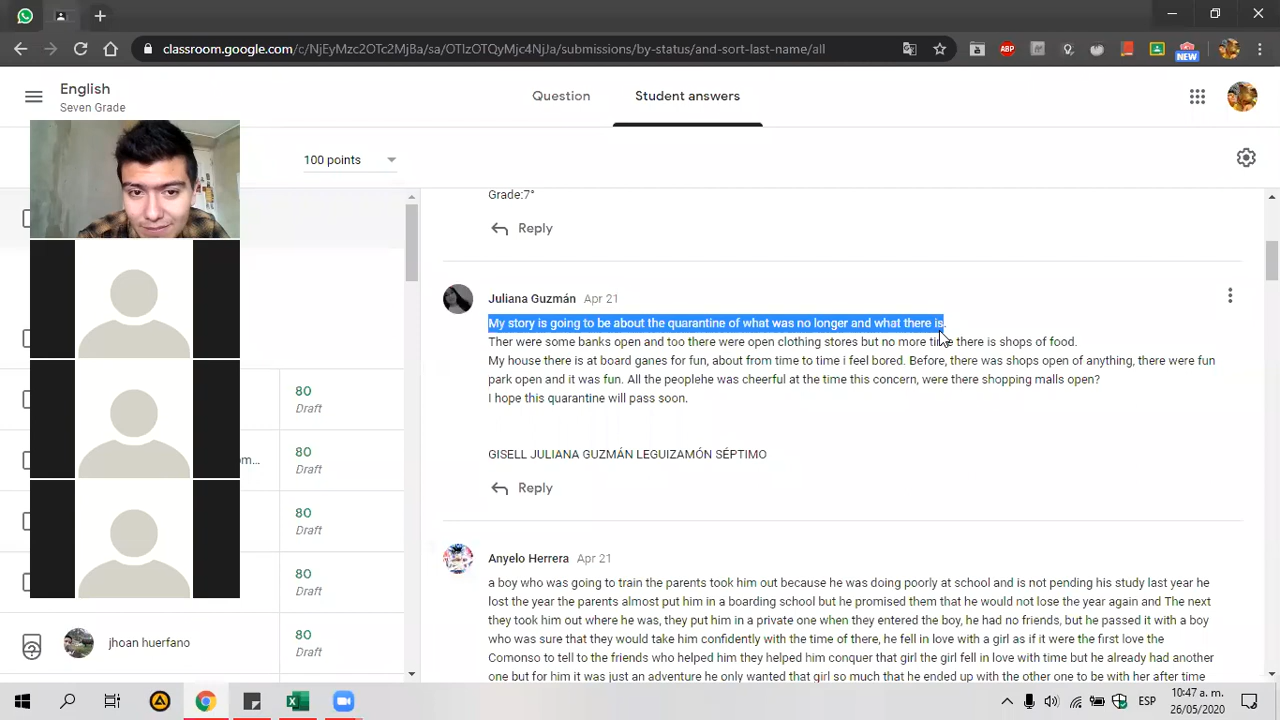 classroom.google.com/c/NjEyMzc2OTc2MjBa/sa/OTIzOTQyMjc4NjJa/submissions/by-status/and-sort-last-name/all
ABP
NEW
English
Seven Grade
Question
Student answers
100 points
Grade:7°
Reply
Juliana Guzmán Apr 21
My story is going to be about the quarantine of what was no longer and what there is.
Ther were some banks open and too there were open clothing stores but no more time there is shops of food.
My house there is at board ganes for fun, about from time to time i feel bored. Before, there was shops open of anything, there were fun
park open and it was fun. All the peoplehe was cheerful at the time this concern, were there shopping malls open?
I hope this quarantine will pass soon.
GISELL JULIANA GUZMÁN LEGUIZAMÓN SÉPTIMO
Reply
Anyelo Herrera Apr 21
a boy who was going to train the parents took him out because he was doing poorly at school and is not pending his study last year he
lost the year the parents almost put him in a boarding school but he promised them that he would not lose the year again and The next
they took him out where he was, they put him in a private one when they entered the boy, he had no friends, but he passed it with a boy
who was sure that they would take him confidently with the time of there, he fell in love with a girl as if it were the first love the
Comonso to tell to the friends who helped him they helped him conquer that girl the girl fell in love with time but he already had another
one but for him it was just an adventure he only wanted that girl so much that he ended up with the other one to be with her after time
80
Draft
om...
80
Draft
80
Draft
80
Draft
jhoan huerfano
80
Draft
ESP
10:47 a. m.
26/05/2020